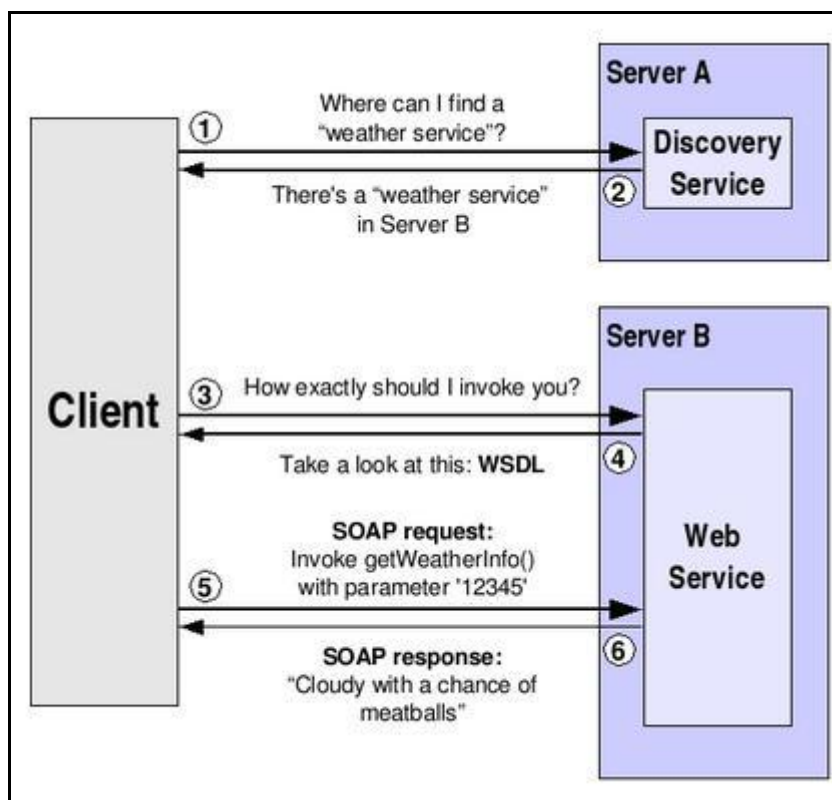 Server A
Discovery
Service
Client
1
Where can I find a
“weather service”?
2
There's a “weather service”
in Server B
Server B
Web
Service
3
How exactly should I invoke you?
4
Take a look at this: WSDL
5
SOAP request:
Invoke getWeatherInfo()
with parameter '12345'
6
SOAP response:
“Cloudy with a chance of
meatballs”